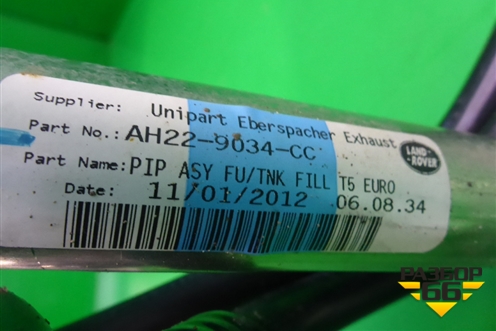 Supplier: Unipart Eberspacher Exhaust
Part No.: AH22-9034-CC
LAND-ROVER
Part Name: PIP ASY FU/TNK FILL T5 EURO
Date: 11/01/2012 06.08.34
РАЗБОР
66